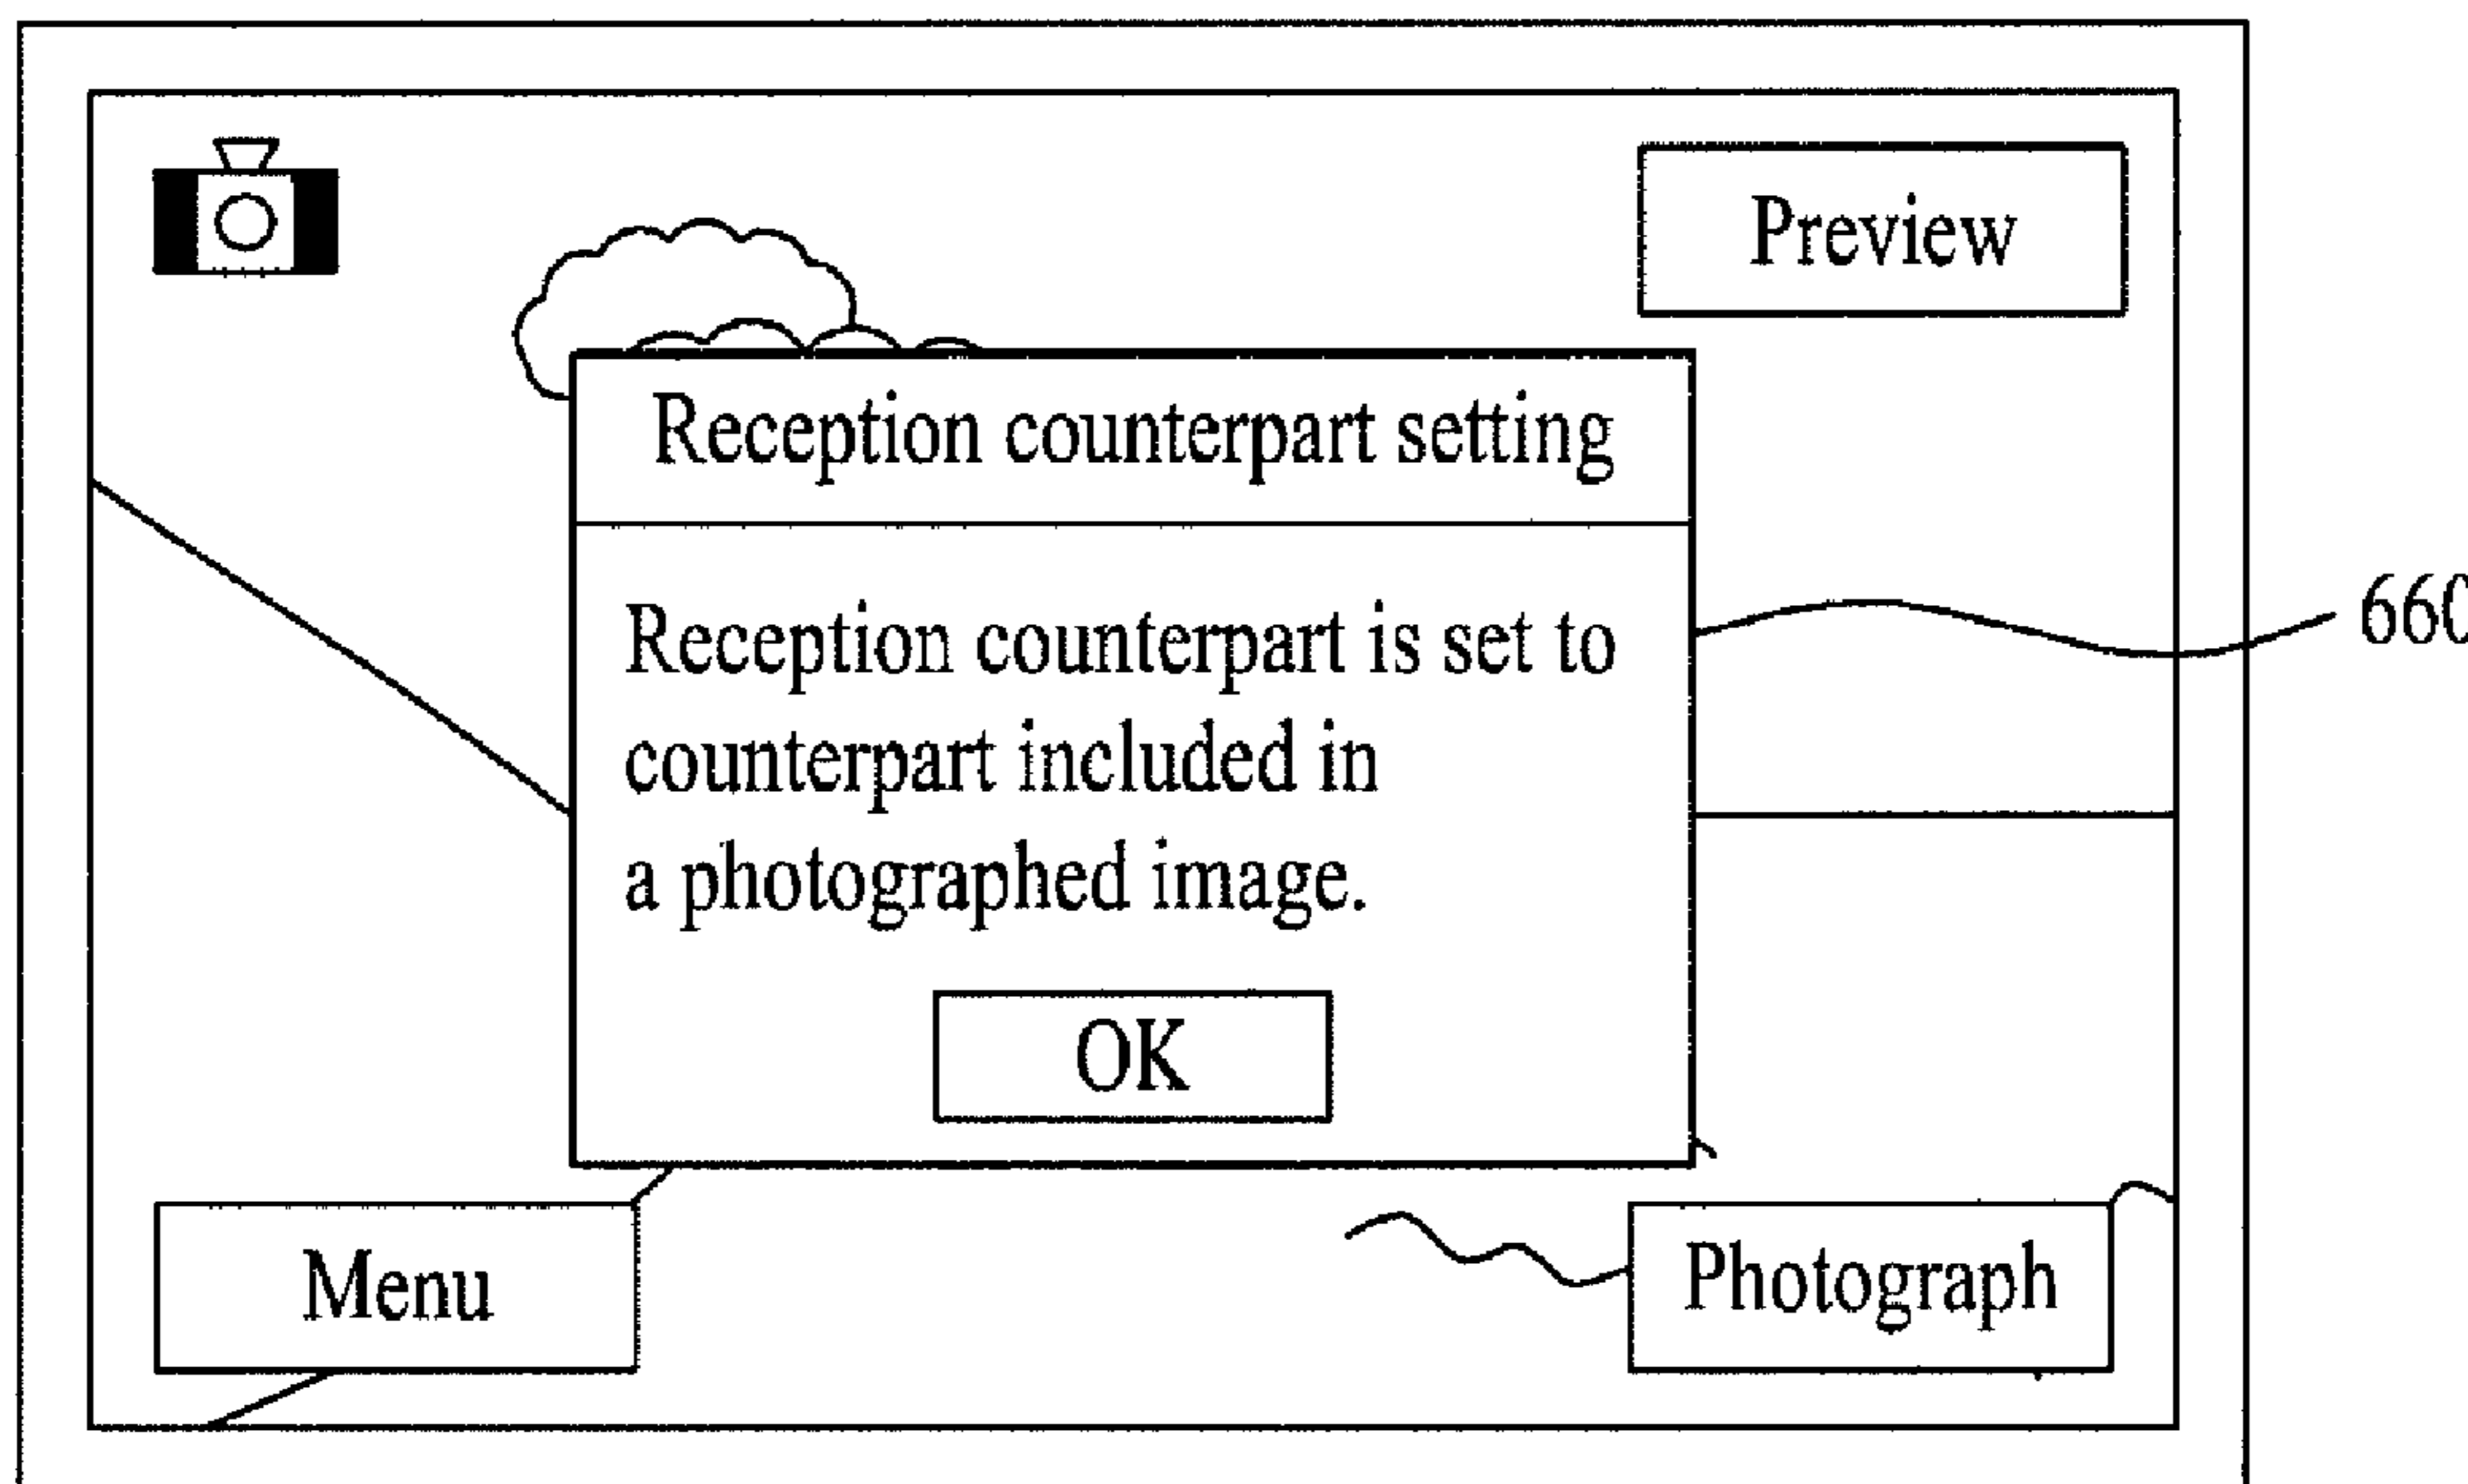 Preview
Reception counterpart setting
Reception counterpart is set to
counterpart included in
a photographed image.
OK
660
Menu
Photograph